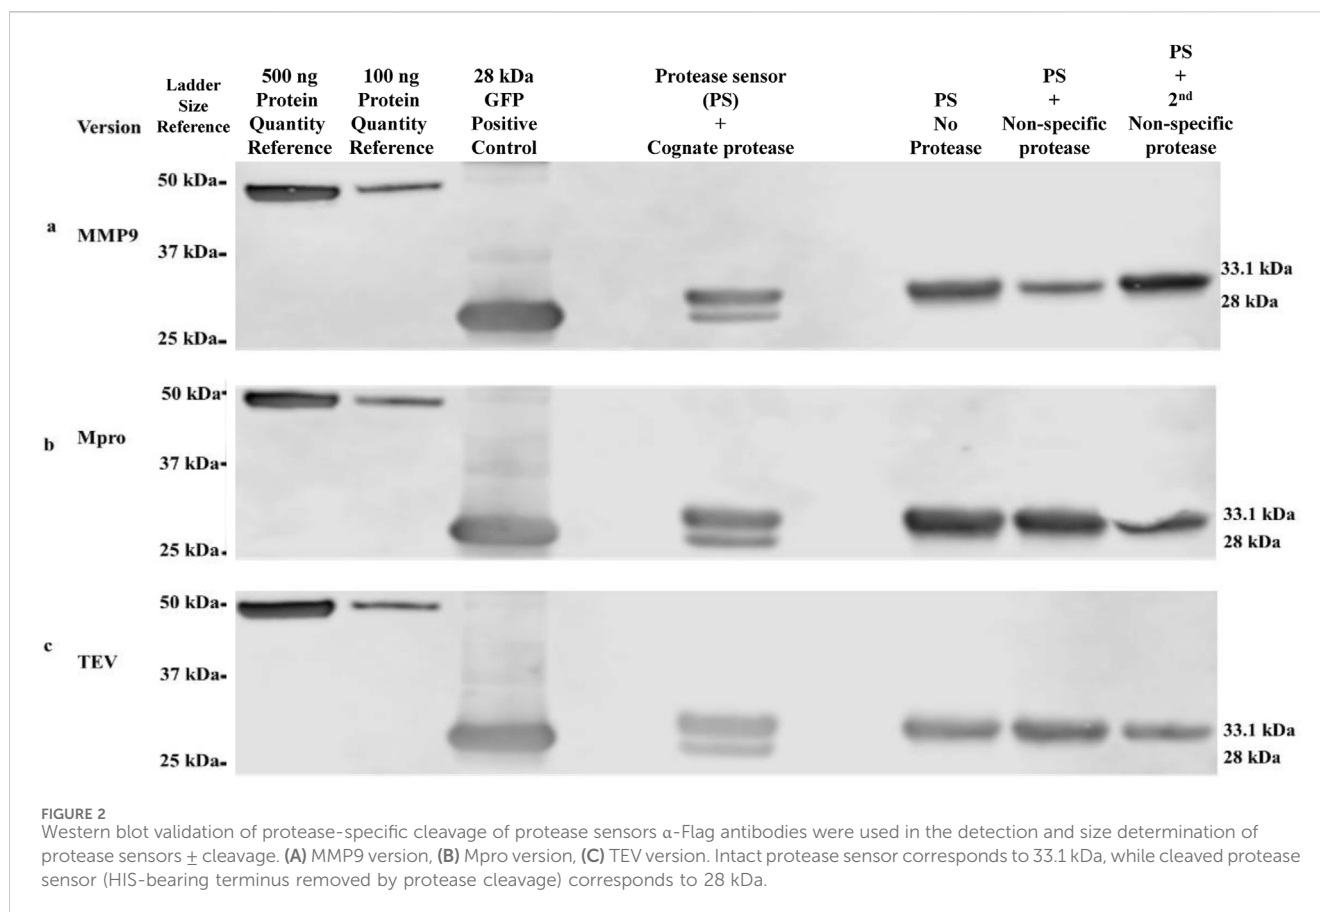 Version
Ladder
Size
Reference
500 ng
Protein
Quantity
Reference
100 ng
Protein
Quantity
Reference
28 kDa
GFP
Positive
Control
Protease sensor
(PS)
+
Cognate protease
PS
No
Protease
PS
+
Non-specific
protease
PS
+
2nd
Non-specific
protease
a
MMP9
50 kDa
37 kDa
25 kDa
33.1 kDa
28 kDa
b
Mpro
50 kDa
37 kDa
25 kDa
33.1 kDa
28 kDa
c
TEV
50 kDa
37 kDa
25 kDa
33.1 kDa
28 kDa
FIGURE 2
Western blot validation of protease-specific cleavage of protease sensors α-Flag antibodies were used in the detection and size determination of
protease sensors ± cleavage. (A) MMP9 version, (B) Mpro version, (C) TEV version. Intact protease sensor corresponds to 33.1 kDa, while cleaved protease
sensor (HIS-bearing terminus removed by protease cleavage) corresponds to 28 kDa.